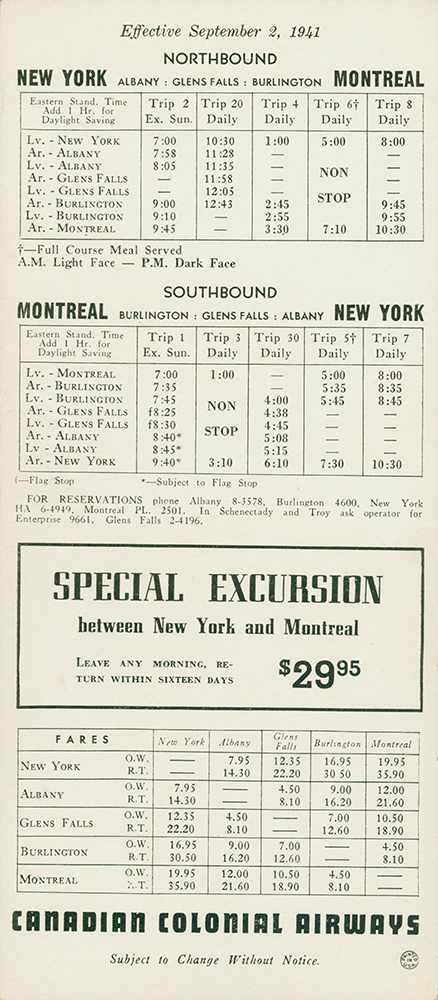 Effective September 2, 1941
NORTHBOUND
NEW YORK ALBANY : GLENS FALLS : BURLINGTON MONTREAL
Eastern Stand. Time Add 1 Hr. for Daylight Saving | Trip 2 Ex. Sun. | Trip 20 Daily | Trip 4 Daily | Trip 6† Daily | Trip 8 Daily
Lv. - NEW YORK 7:00 10:30 1:00 5:00 8:00
Ar. - ALBANY 7:58 11:28 — —
Lv. - ALBANY 8:05 11:35 — —
Ar. - GLENS FALLS — 11:58 — NON —
Lv. - GLENS FALLS 12:05 — STOP —
Ar. - BURLINGTON 9:00 12:43 2:45 9:45
Lv. - BURLINGTON 9:10 — 2:55 9:55
Ar. - MONTREAL 9:45 — 3:30 7:10 10:30
†—Full Course Meal Served
A.M. Light Face — P.M. Dark Face
SOUTHBOUND
MONTREAL BURLINGTON : GLENS FALLS : ALBANY NEW YORK
Eastern Stand. Time Add 1 Hr. for Daylight Saving | Trip 1 Ex. Sun. | Trip 3 Daily | Trip 30 Daily | Trip 5† Daily | Trip 7 Daily
Lv. - MONTREAL 7:00 1:00 — 5:00 8:00
Ar. - BURLINGTON 7:35 — 5:35 8:35
Lv. - BURLINGTON 7:45 NON 4:00 5:45 8:45
Ar. - GLENS FALLS f8:25 4:38 — —
Lv. - GLENS FALLS f8:30 STOP 4:45 — —
Ar. - ALBANY 8:40* 5:08 — —
Lv - ALBANY 8:45* 5:15 — —
Ar. - NEW YORK 9:40* 3:10 6:10 7:30 10:30
f—Flag Stop *—Subject to Flag Stop
FOR RESERVATIONS phone Albany 8-3578, Burlington 4600, New York
HA 6-4949, Montreal PL. 2501. In Schenectady and Troy ask operator for
Enterprise 9661. Glens Falls 2-4196.
SPECIAL EXCURSION
between New York and Montreal
LEAVE ANY MORNING, RE-
TURN WITHIN SIXTEEN DAYS
$29.95
FARES | New York | Albany | Glens Falls | Burlington | Montreal
NEW YORK O.W. — 7.95 12.35 16.95 19.95
R.T. 14.30 22.20 30 50 35.90
ALBANY O.W. 7.95 — 4.50 9.00 12.00
R.T. 14.30 8.10 16.20 21.60
GLENS FALLS O.W. 12.35 4.50 — 7.00 10.50
R.T. 22.20 8.10 12.60 18.90
BURLINGTON O.W. 16.95 9.00 7.00 — 4.50
R.T. 30.50 16.20 12.60 8.10
MONTREAL O.W. 19.95 12.00 10.50 4.50 —
R.T. 35.90 21.60 18.90 8.10
CANADIAN COLONIAL AIRWAYS
Subject to Change Without Notice.
PRINTED IN U.S.A.